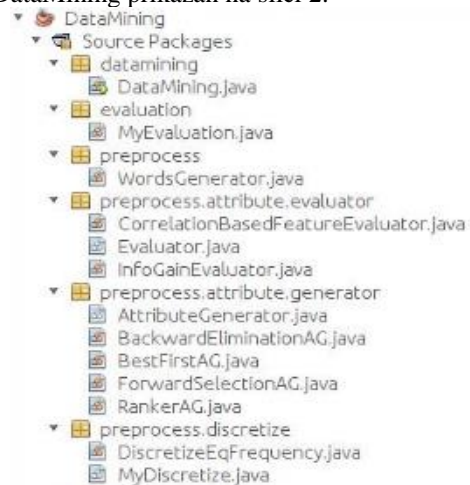 DataMining prikazan na slici 2.
DataMining
Source Packages
datamining
DataMining.java
evaluation
MyEvaluation.java
preprocess
WordsGenerator.java
preprocess.attribute.evaluator
CorrelationBasedFeatureEvaluator.java
Evaluator.java
InfoGainEvaluator.java
preprocess.attribute.generator
AttributeGenerator.java
BackwardEliminationAG.java
BestFirstAG.java
ForwardSelectionAG.java
RankerAG.java
preprocess.discretize
DiscretizeEqFrequency.java
MyDiscretize.java